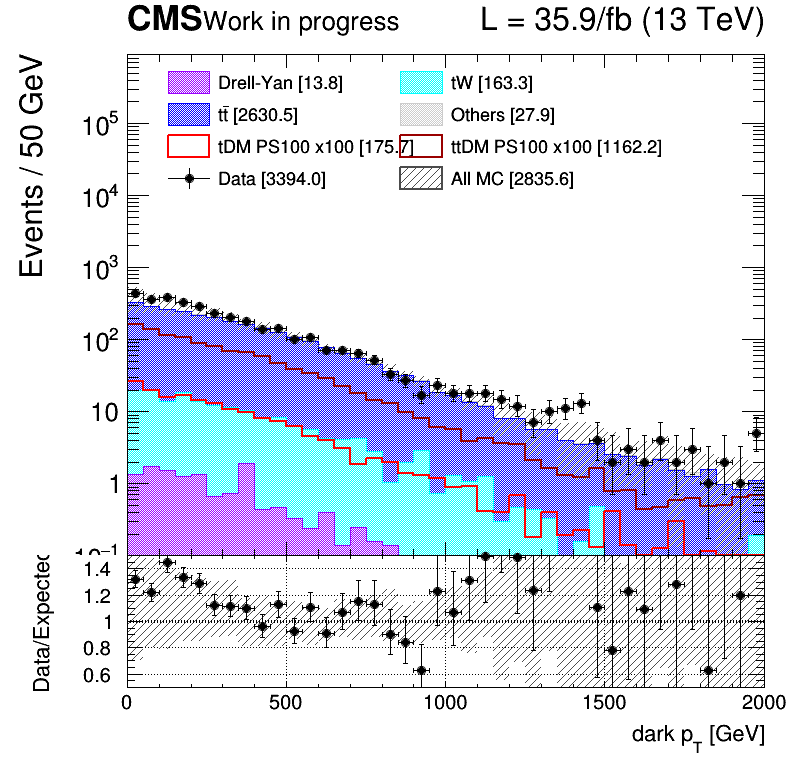 CMS Work in progress L = 35.9/fb (13 TeV)
Events / 50 GeV
Drell-Yan [13.8] tW [163.3]
tt̄ [2630.5] Others [27.9]
tDM PS100 x100 [175.7] ttDM PS100 x100 [1162.2]
Data [3394.0] All MC [2835.6]
10⁵
10⁴
10³
10²
10
1
10⁻¹
Data/Expected
1.4
1.2
1
0.8
0.6
0 500 1000 1500 2000
dark p_T [GeV]